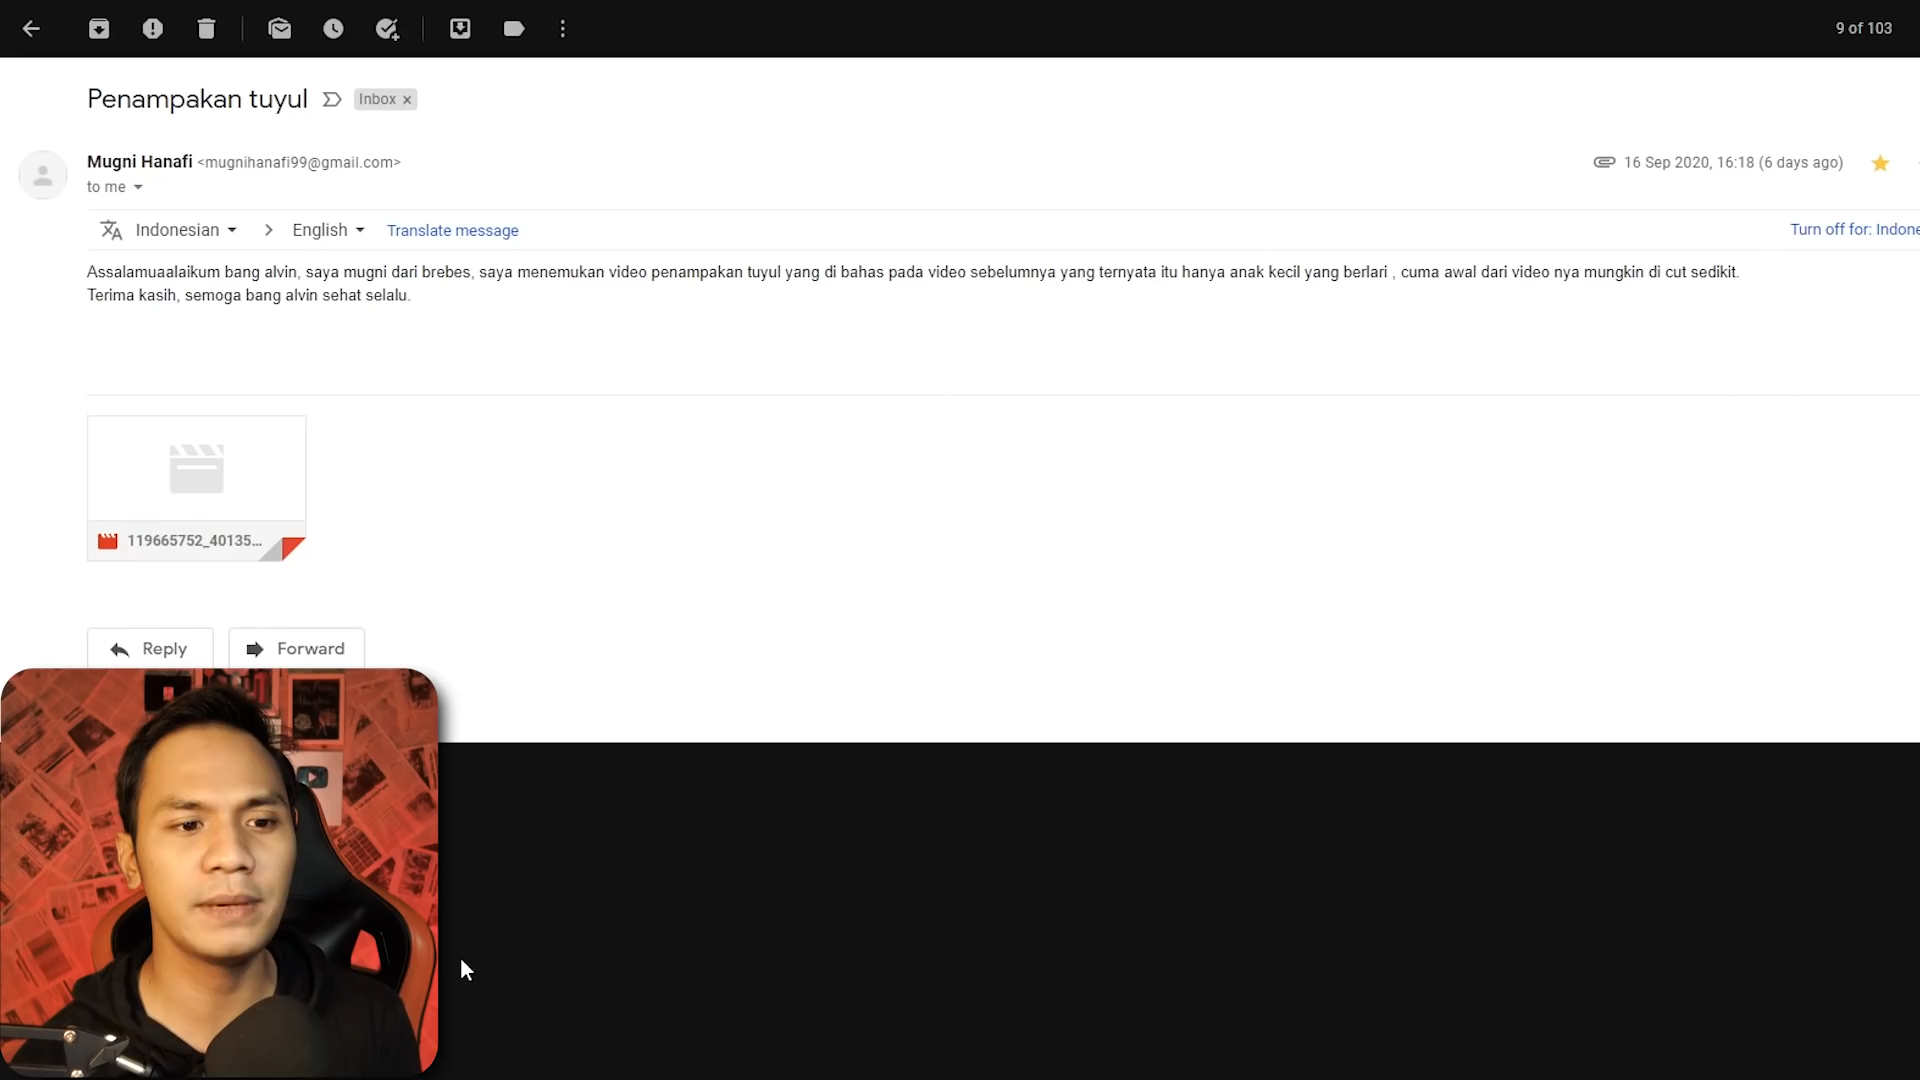 9 of 103
Penampakan tuyul
Inbox ×
Mugni Hanafi <mugnihanafi99@gmail.com>
16 Sep 2020, 16:18 (6 days ago)
to me
Indonesian > English Translate message
Turn off for: Indone
Assalamuaalaikum bang alvin, saya mugni dari brebes, saya menemukan video penampakan tuyul yang di bahas pada video sebelumnya yang ternyata itu hanya anak kecil yang berlari , cuma awal dari video nya mungkin di cut sedikit.
Terima kasih, semoga bang alvin sehat selalu.
119665752_40135...
Reply
Forward